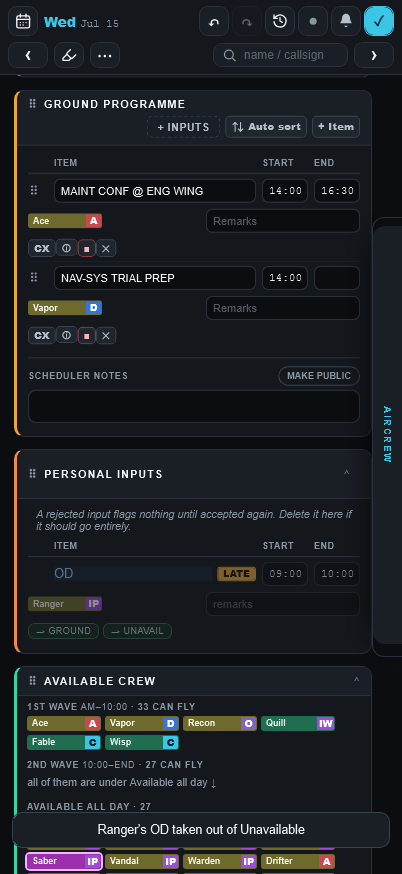 Wed Jul 15
name / callsign
GROUND PROGRAMME
+ INPUTS Auto sort + Item
ITEM START END
MAINT CONF @ ENG WING 14:00 16:30
Ace A Remarks
CX
NAV-SYS TRIAL PREP 14:00
Vapor D Remarks
CX
SCHEDULER NOTES MAKE PUBLIC
AIRCREW
PERSONAL INPUTS
A rejected input flags nothing until accepted again. Delete it here if
it should go entirely.
ITEM START END
OD LATE 09:00 10:00
Ranger IP remarks
GROUND UNAVAIL
AVAILABLE CREW
1ST WAVE AM–10:00 · 33 CAN FLY
Ace A Vapor D Recon O Quill IW
Fable C Wisp C
2ND WAVE 10:00–END · 27 CAN FLY
all of them are under Available all day ↓
AVAILABLE ALL DAY · 27
Ranger's OD taken out of Unavailable
Saber IP Vandal IP Warden IP Drifter A